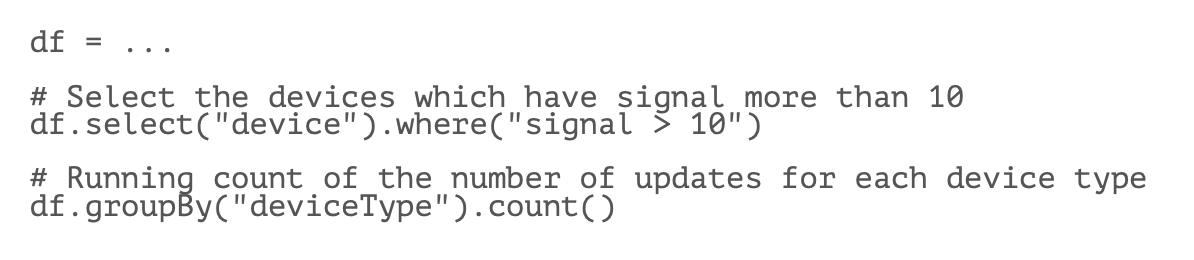 df = ...
# Select the devices which have signal more than 10
df.select("device").where("signal > 10")
# Running count of the number of updates for each device type
df.groupBy("deviceType").count()